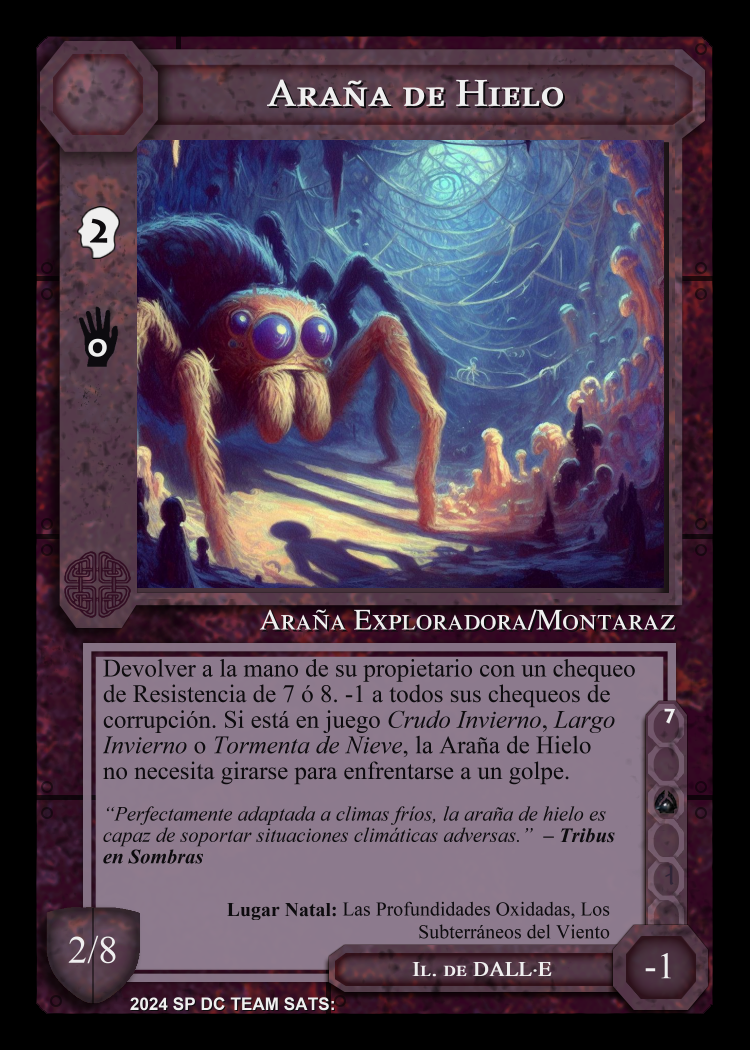 Araña de Hielo
2
0
Araña Exploradora/Montaraz
Devolver a la mano de su propietario con un chequeo
de Resistencia de 7 ó 8. -1 a todos sus chequeos de
corrupción. Si está en juego Crudo Invierno, Largo
Invierno o Tormenta de Nieve, la Araña de Hielo
no necesita girarse para enfrentarse a un golpe.
7
“Perfectamente adaptada a climas fríos, la araña de hielo es
capaz de soportar situaciones climáticas adversas.” – Tribus
en Sombras
Lugar Natal: Las Profundidades Oxidadas, Los
Subterráneos del Viento
2/8
Il. de DALL·E
-1
2024 SP DC TEAM SATS: